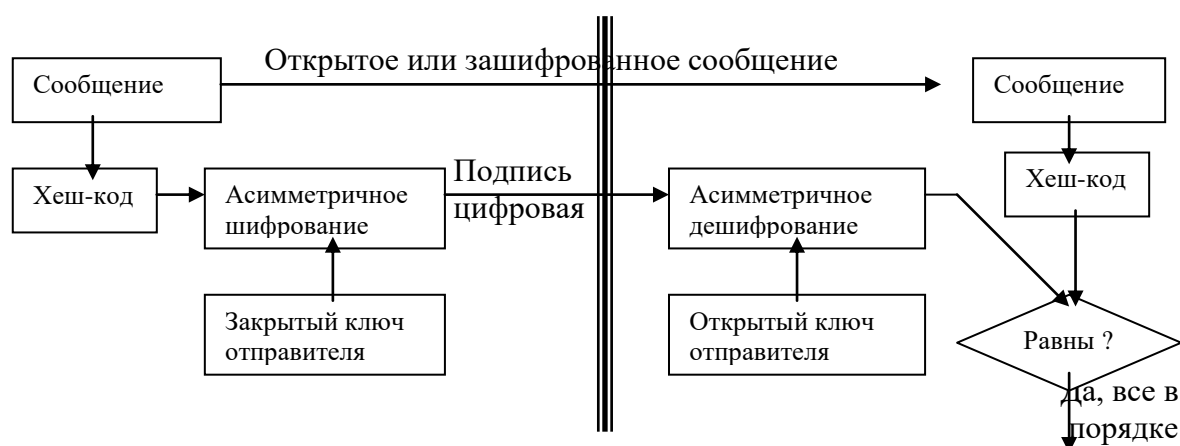 Открытое или зашифрованное сообщение
Сообщение
Сообщение
Хеш-код
Асимметричное
шифрование
Подпись
цифровая
Асимметричное
дешифрование
Хеш-код
Закрытый ключ
отправителя
Открытый ключ
отправителя
Равны ?
да, все в
порядке